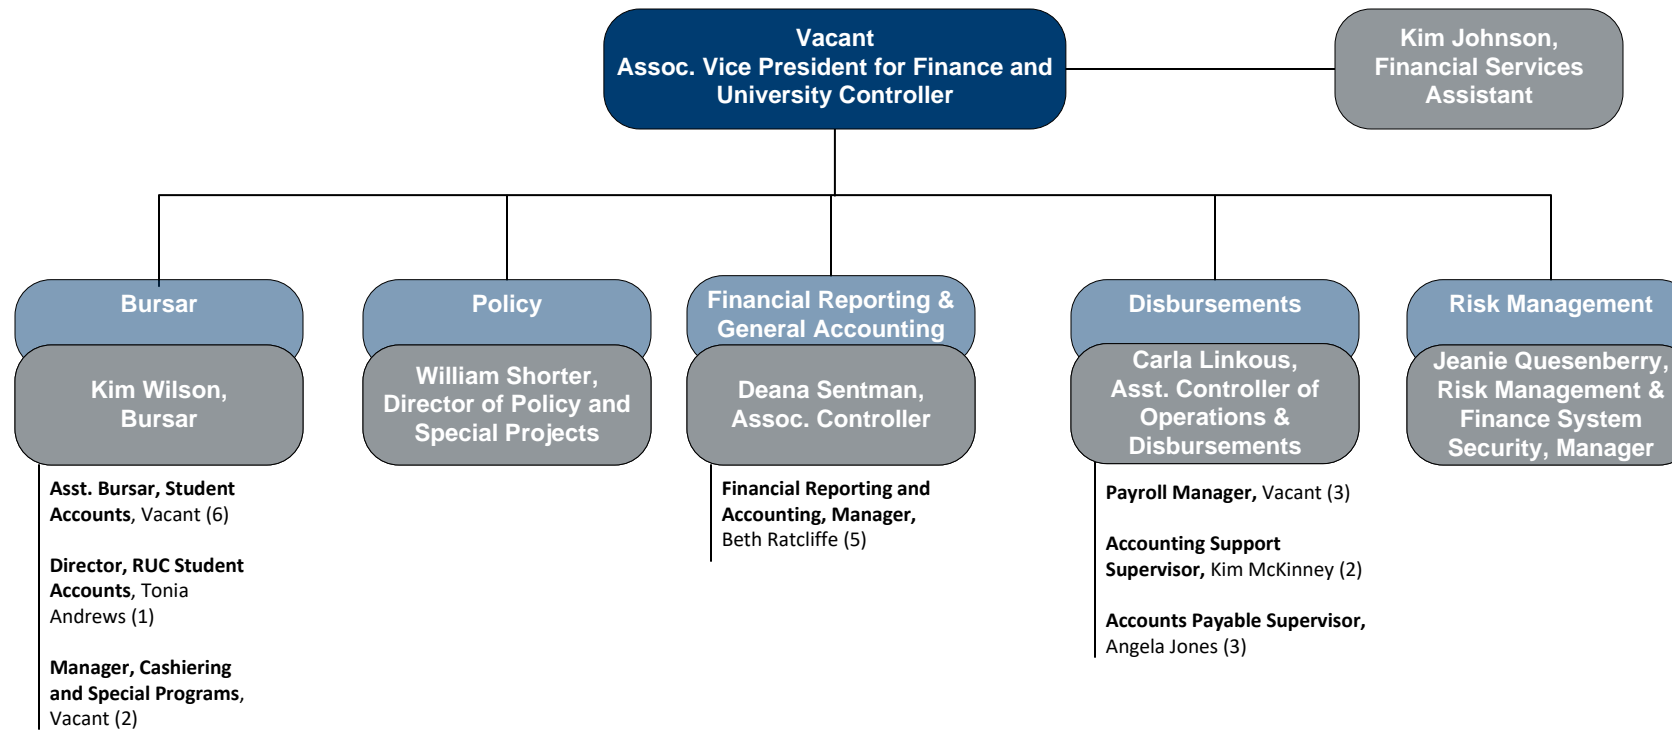 Vacant
Assoc. Vice President for Finance and
University Controller
Kim Johnson,
Financial Services
Assistant
Bursar
Kim Wilson,
Bursar
Asst. Bursar, Student
Accounts, Vacant (6)
Director, RUC Student
Accounts, Tonia
Andrews (1)
Manager, Cashiering
and Special Programs,
Vacant (2)
Policy
William Shorter,
Director of Policy and
Special Projects
Financial Reporting &
General Accounting
Deana Sentman,
Assoc. Controller
Financial Reporting and
Accounting, Manager,
Beth Ratcliffe (5)
Disbursements
Carla Linkous,
Asst. Controller of
Operations &
Disbursements
Payroll Manager, Vacant (3)
Accounting Support
Supervisor, Kim McKinney (2)
Accounts Payable Supervisor,
Angela Jones (3)
Risk Management
Jeanie Quesenberry,
Risk Management &
Finance System
Security, Manager